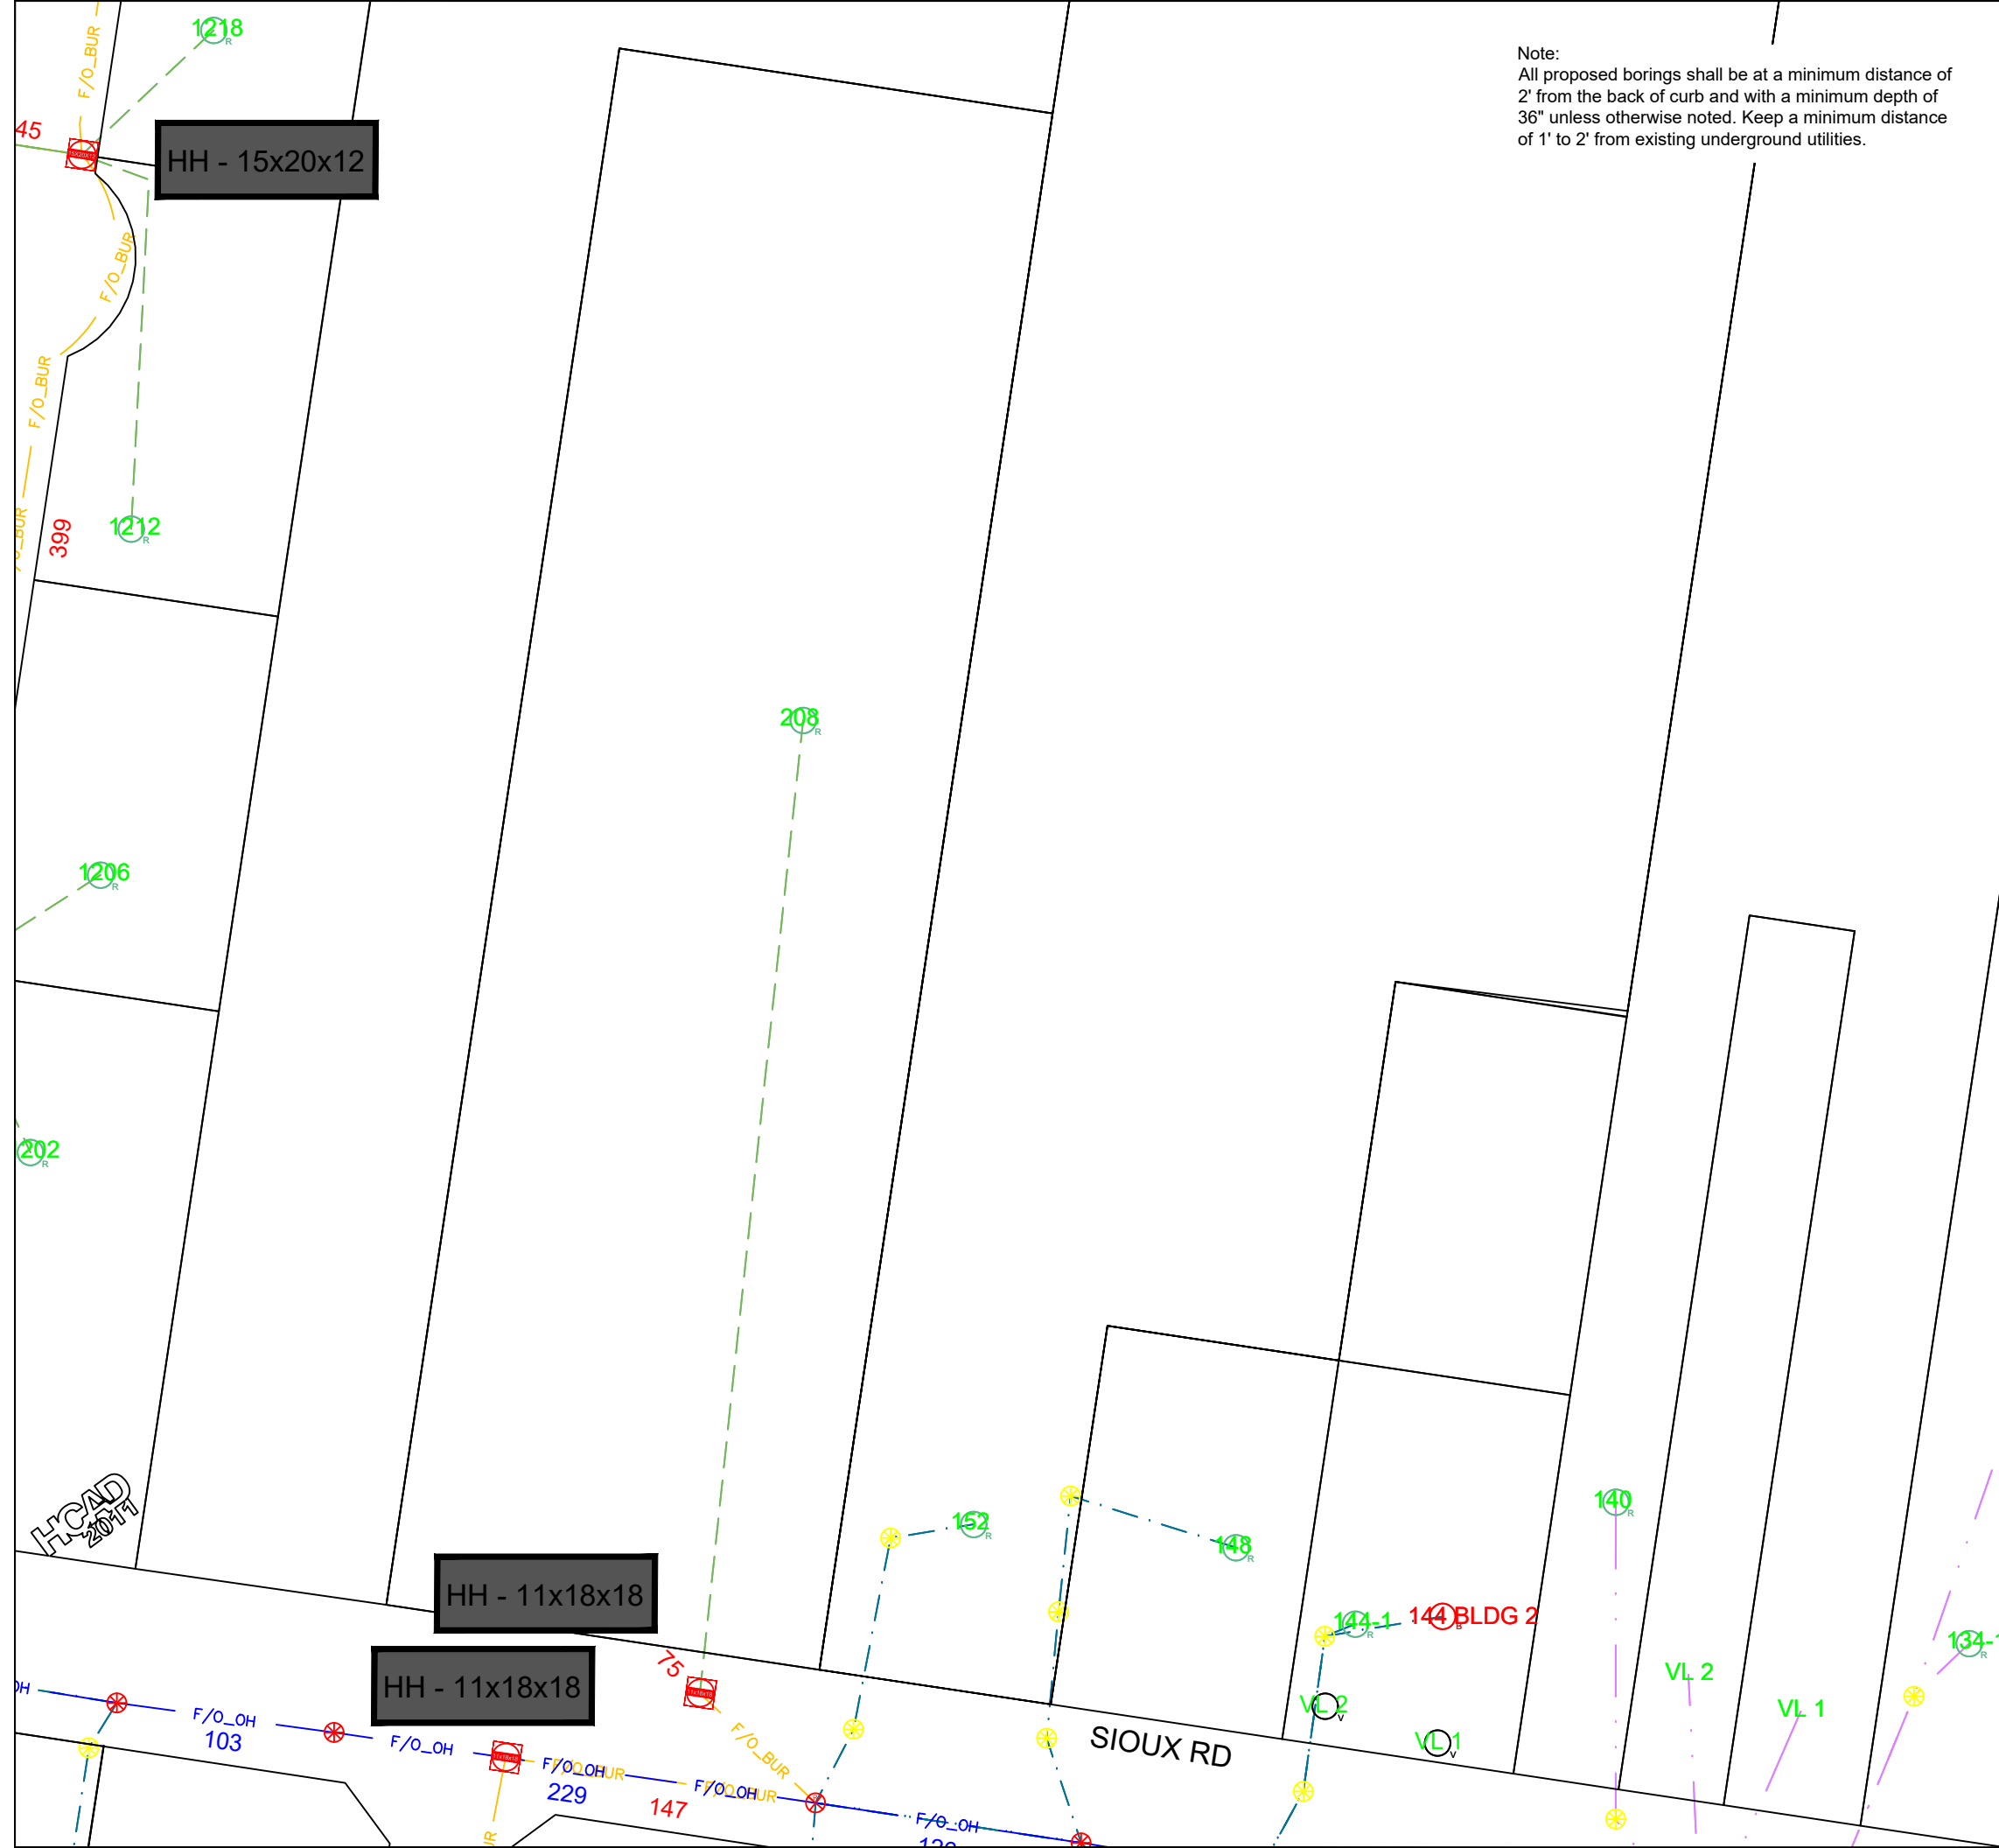 1218
F/O_BUR
Note:
All proposed borings shall be at a minimum distance of
2' from the back of curb and with a minimum depth of
36" unless otherwise noted. Keep a minimum distance
of 1' to 2' from existing underground utilities.
45
15X20X12
HH - 15x20x12
F/O_BUR
F/O_BUR
399
1212
208
1206
202
HCAD
2011
140
152
148
HH - 11x18x18
144-1
144 BLDG 2
134-1
75
VL 2
HH - 11x18x18
VL 2
VL 1
F/O_OH
103
F/O_BUR
SIOUX RD
VL 1
F/O_OH
F/O_OH
229
147
F/O_OH
F/O_OH